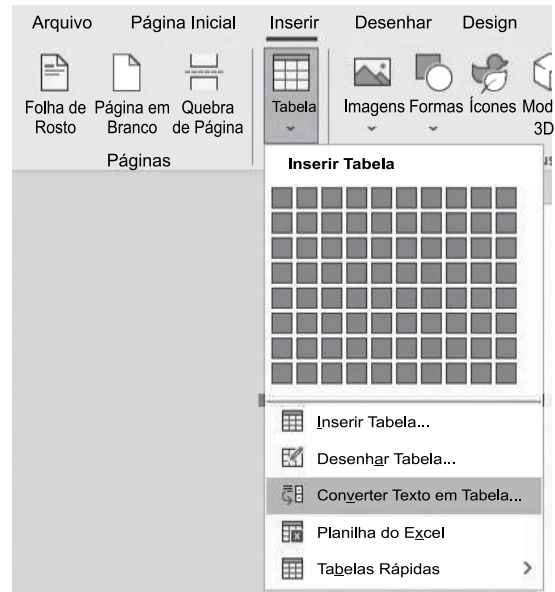 Arquivo Página Inicial Inserir Desenhar Design
Folha de Rosto
Página em Branco
Quebra de Página
Tabela
Imagens
Formas
Ícones
3D
Páginas
Inserir Tabela
Inserir Tabela...
Desenhar Tabela...
Converter Texto em Tabela...
Planilha do Excel
Tabelas Rápidas